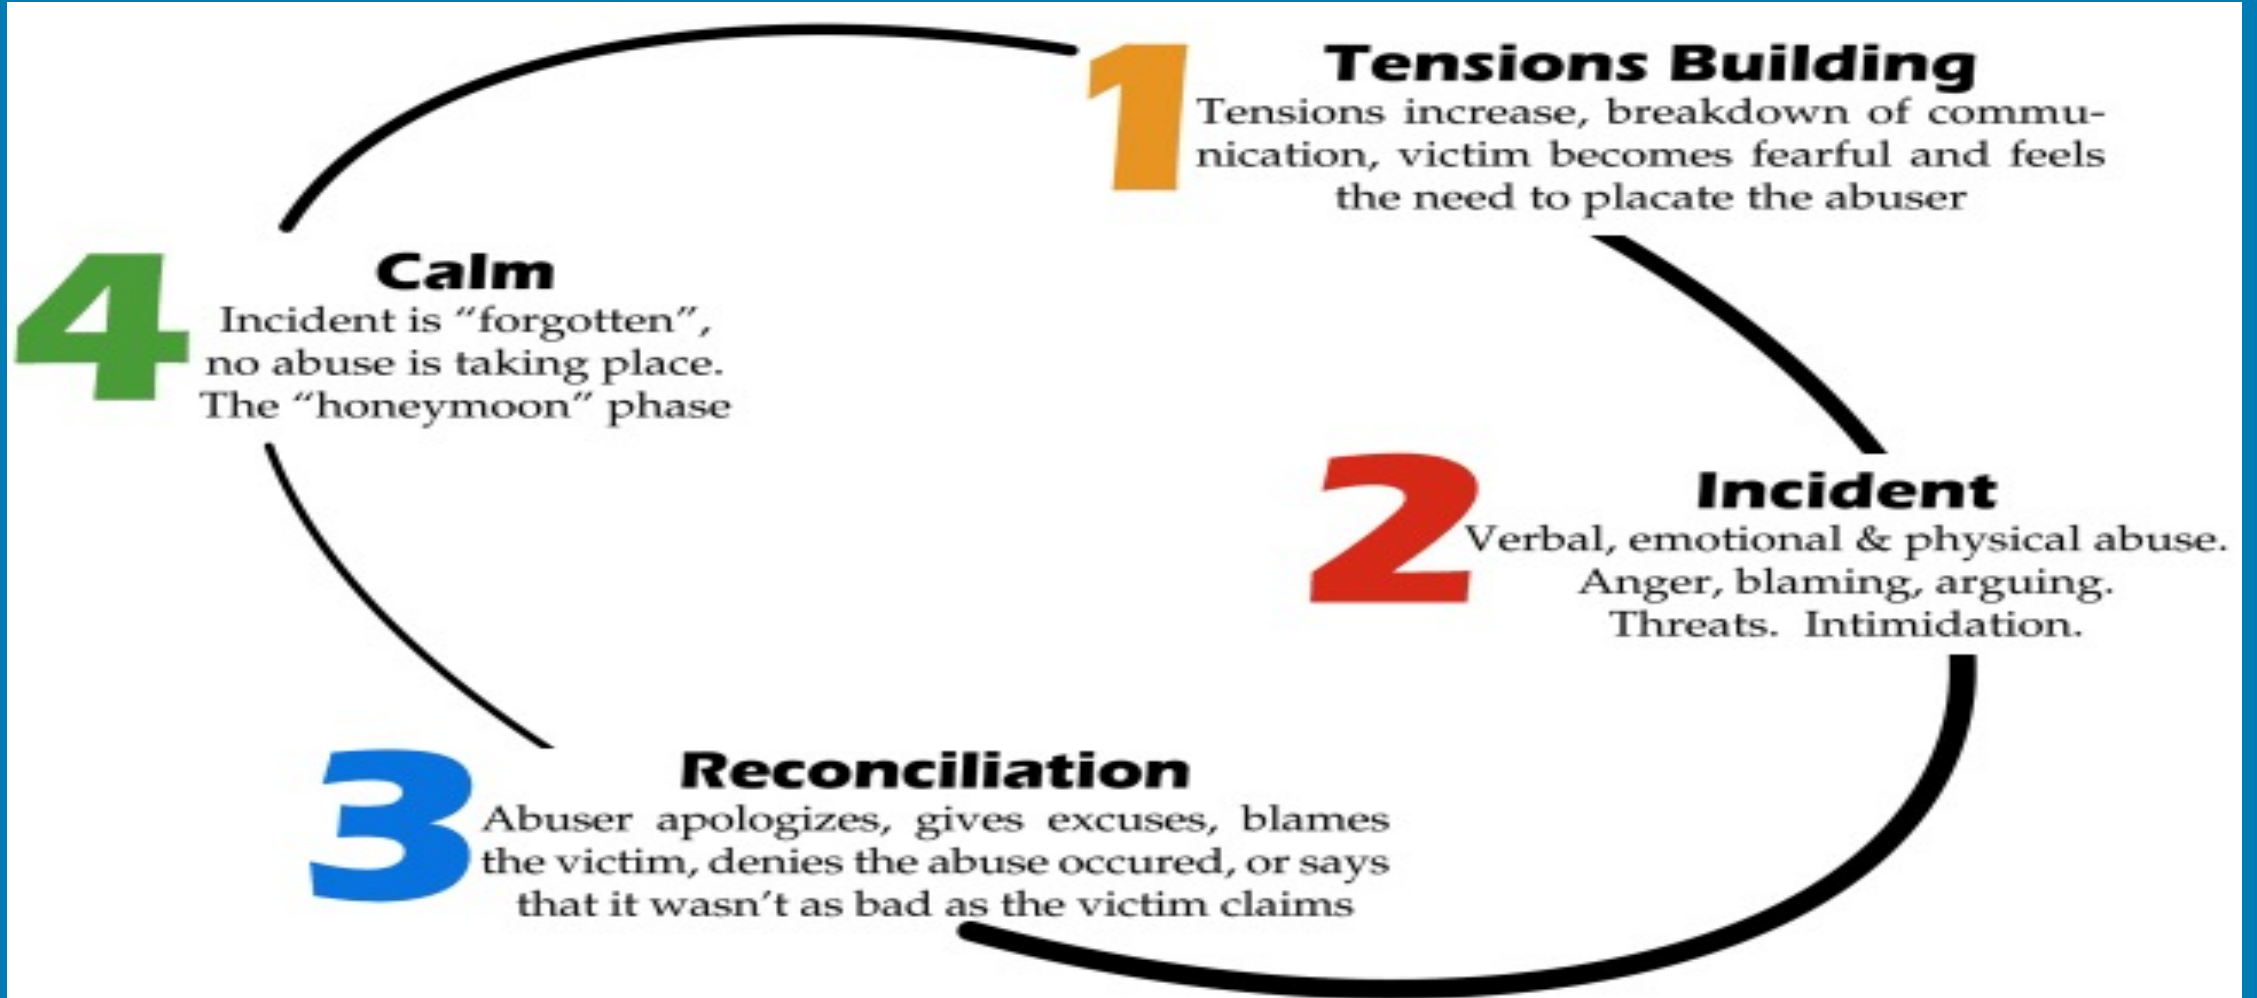 1
Tensions Building
Tensions increase, breakdown of commu-
nication, victim becomes fearful and feels
the need to placate the abuser
2
Incident
Verbal, emotional & physical abuse.
Anger, blaming, arguing.
Threats. Intimidation.
3
Reconciliation
Abuser apologizes, gives excuses, blames
the victim, denies the abuse occured, or says
that it wasn't as bad as the victim claims
4
Calm
Incident is “forgotten”,
no abuse is taking place.
The “honeymoon” phase